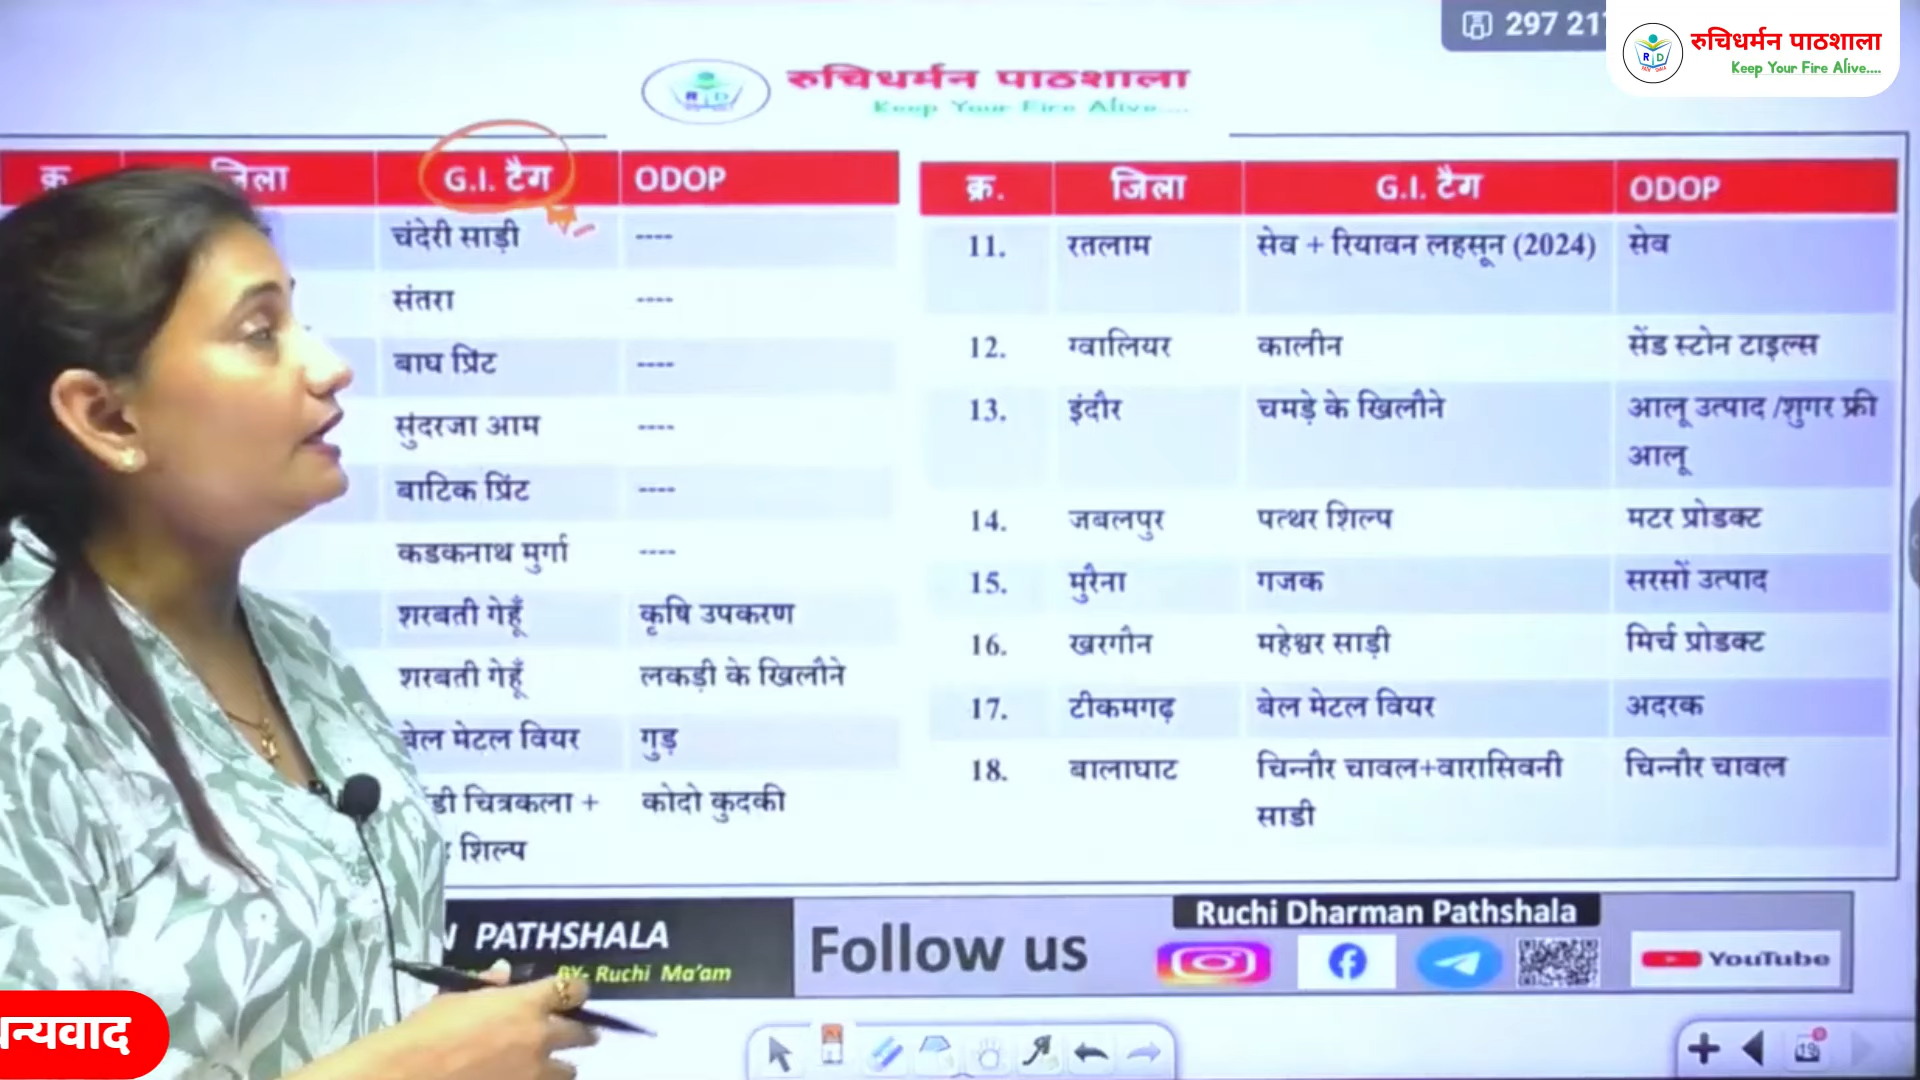 297 21
रुचिधर्मन पाठशाला
Keep Your Fire Alive....
रुचिधर्मन पाठशाला
Keep Your Fire Alive....
क्र जिला G.I. टैग ODOP
चंदेरी साड़ी ----
संतरा ----
बाघ प्रिंट ----
सुंदरजा आम ----
बाटिक प्रिंट ----
कडकनाथ मुर्गा ----
शरबती गेहूँ कृषि उपकरण
शरबती गेहूँ लकड़ी के खिलौने
बेल मेटल वियर गुड़
डी चित्रकला + कोदो कुदकी
शिल्प
क्र. जिला G.I. टैग ODOP
11. रतलाम सेव + रियावन लहसून (2024) सेव
12. ग्वालियर कालीन सेंड स्टोन टाइल्स
13. इंदौर चमड़े के खिलौने आलू उत्पाद /शुगर फ्री
आलू
14. जबलपुर पत्थर शिल्प मटर प्रोडक्ट
15. मुरैना गजक सरसों उत्पाद
16. खरगौन महेश्वर साड़ी मिर्च प्रोडक्ट
17. टीकमगढ़ बेल मेटल वियर अदरक
18. बालाघाट चिन्नौर चावल+वारासिवनी चिन्नौर चावल
साडी
N PATHSHALA
BY- Ruchi Ma'am
Follow us
Ruchi Dharman Pathshala
YouTube
न्यवाद
19